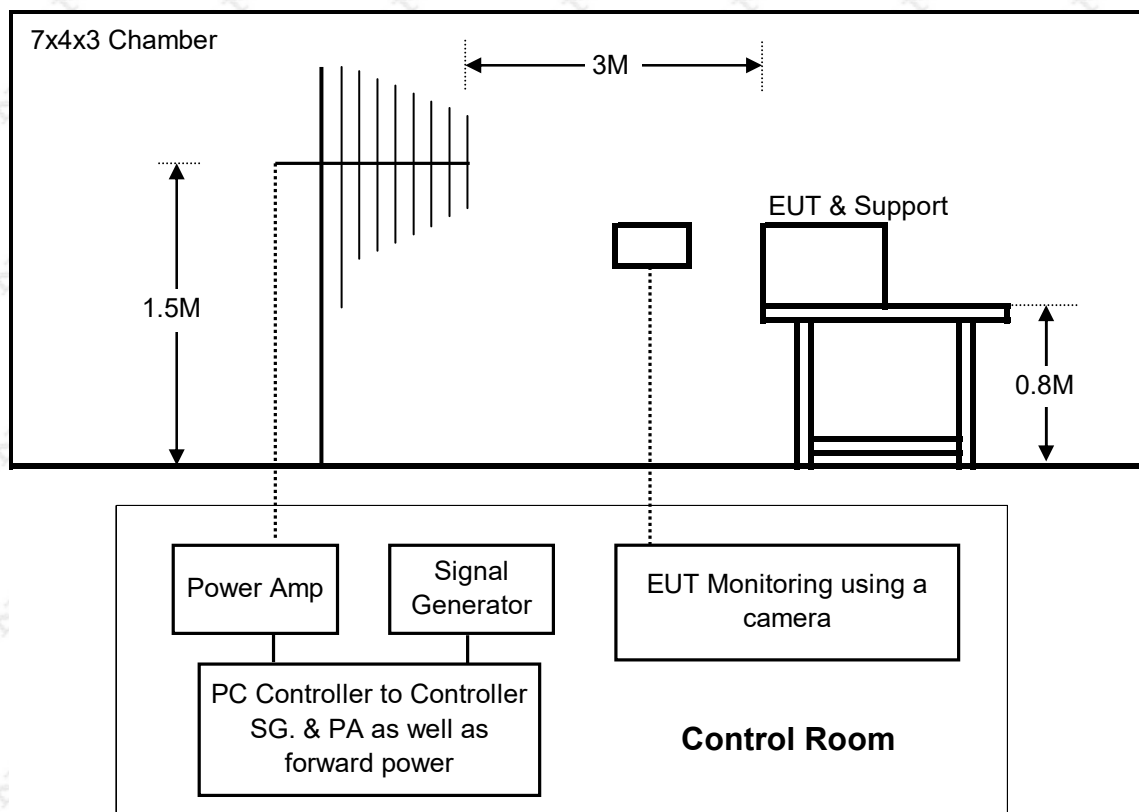 7x4x3 Chamber
3M
EUT & Support
1.5M
0.8M
Power Amp
Signal
Generator
EUT Monitoring using a
camera
PC Controller to Controller
SG. & PA as well as
forward power
Control Room